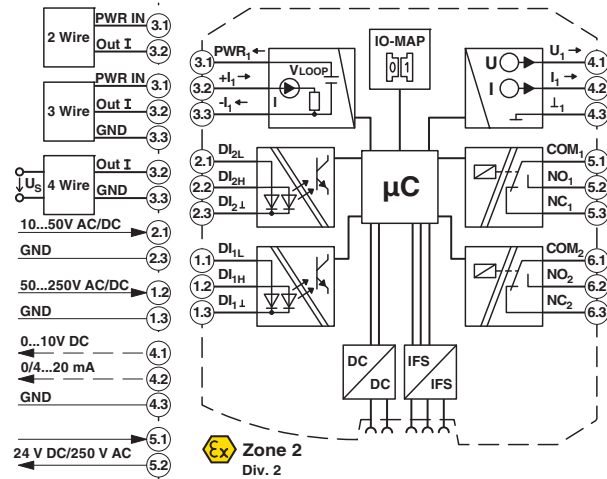 2 Wire
PWR IN
3.1
Out I
3.2
3 Wire
PWR IN
3.1
Out I
3.2
GND
3.3
US
4 Wire
Out I
3.2
GND
3.3
10...50V AC/DC
2.1
GND
2.3
50...250V AC/DC
1.2
GND
1.3
0...10V DC
4.1
0/4...20 mA
4.2
GND
4.3
5.1
24 V DC/250 V AC
5.2
3.1 PWR1
3.2 +I1
3.3 -I1
VLOOP
I
IO-MAP
0 1
U
I
U1 4.1
I1 4.2
⊥1 4.3
2.1 DI2L
2.2 DI2H
2.3 DI2⊥
µC
COM1 5.1
NO1 5.2
NC1 5.3
1.1 DI1L
1.2 DI1H
1.3 DI1⊥
COM2 6.1
NO2 6.2
NC2 6.3
DC
DC
IFS
IFS
Ex Zone 2
Div. 2